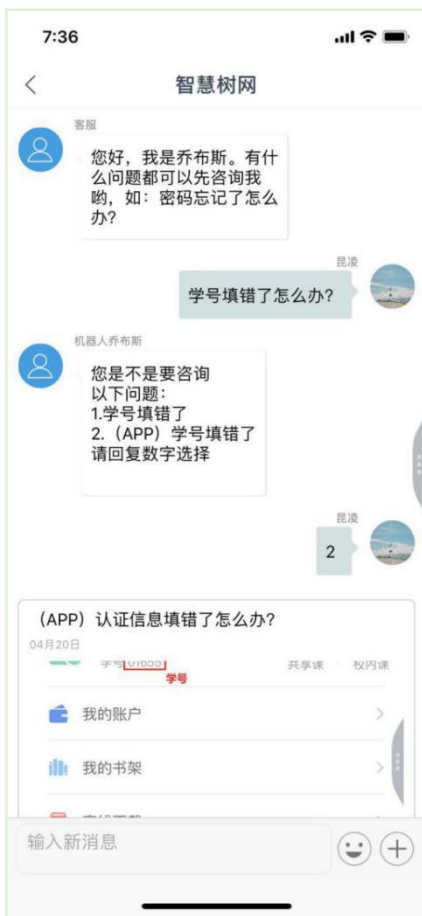 7:36
智慧树网
客服
您好，我是乔布斯。有什
么问题都可以先咨询我
哟，如：密码忘记了怎么
办?
昆凌
学号填错了怎么办?
机器人乔布斯
您是不是要咨询
以下问题：
1.学号填错了
2.（APP）学号填错了
请回复数字选择
昆凌
2
（APP）认证信息填错了怎么办?
04月20日
学号 01655 共享课 校内课
学号
我的账户
我的书架
输入新消息